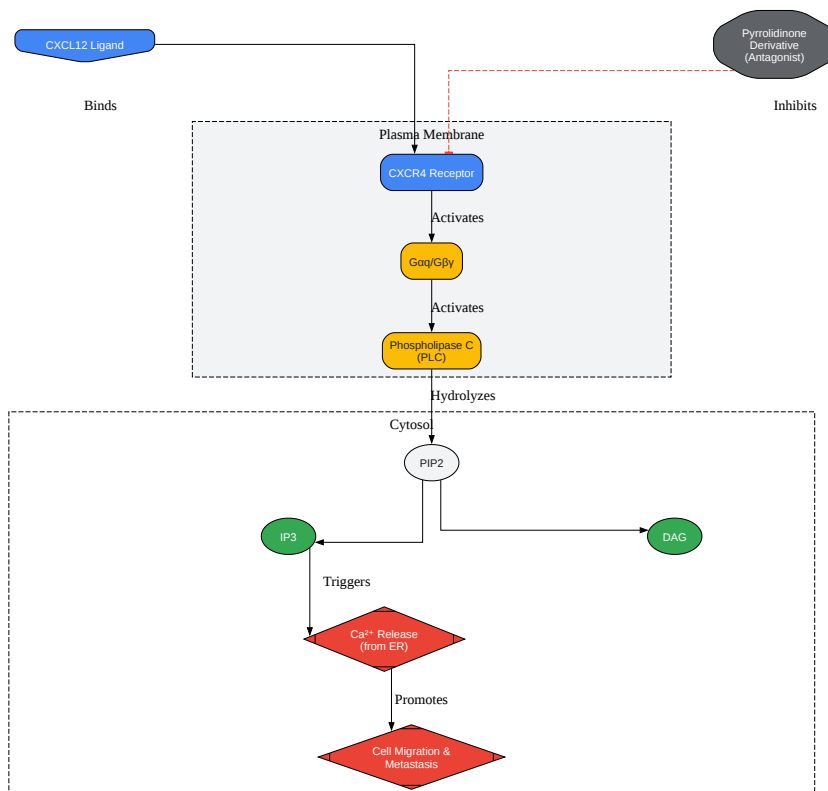 CXCL12 Ligand
Pyrrolidinone
Derivative
(Antagonist)
Binds
Inhibits
Plasma Membrane
CXCR4 Receptor
Activates
Gαq/Gβγ
Activates
Phospholipase C
(PLC)
Hydrolyzes
Cytosol
PIP2
IP3
DAG
Triggers
Ca²⁺ Release
(from ER)
Promotes
Cell Migration &
Metastasis